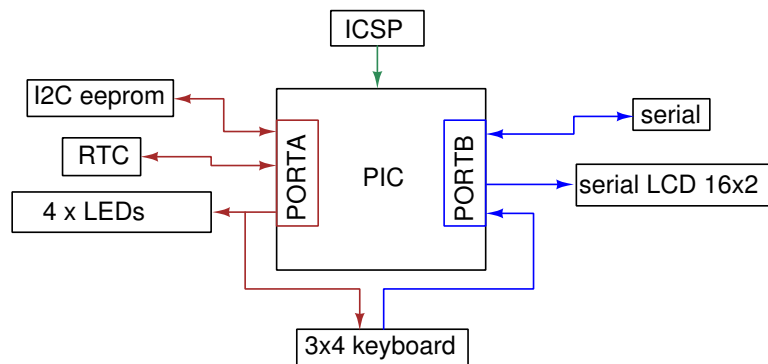 ICSP
I2C eeprom
RTC
4 x LEDs
PORTA
PIC
PORTB
serial
serial LCD 16x2
3x4 keyboard